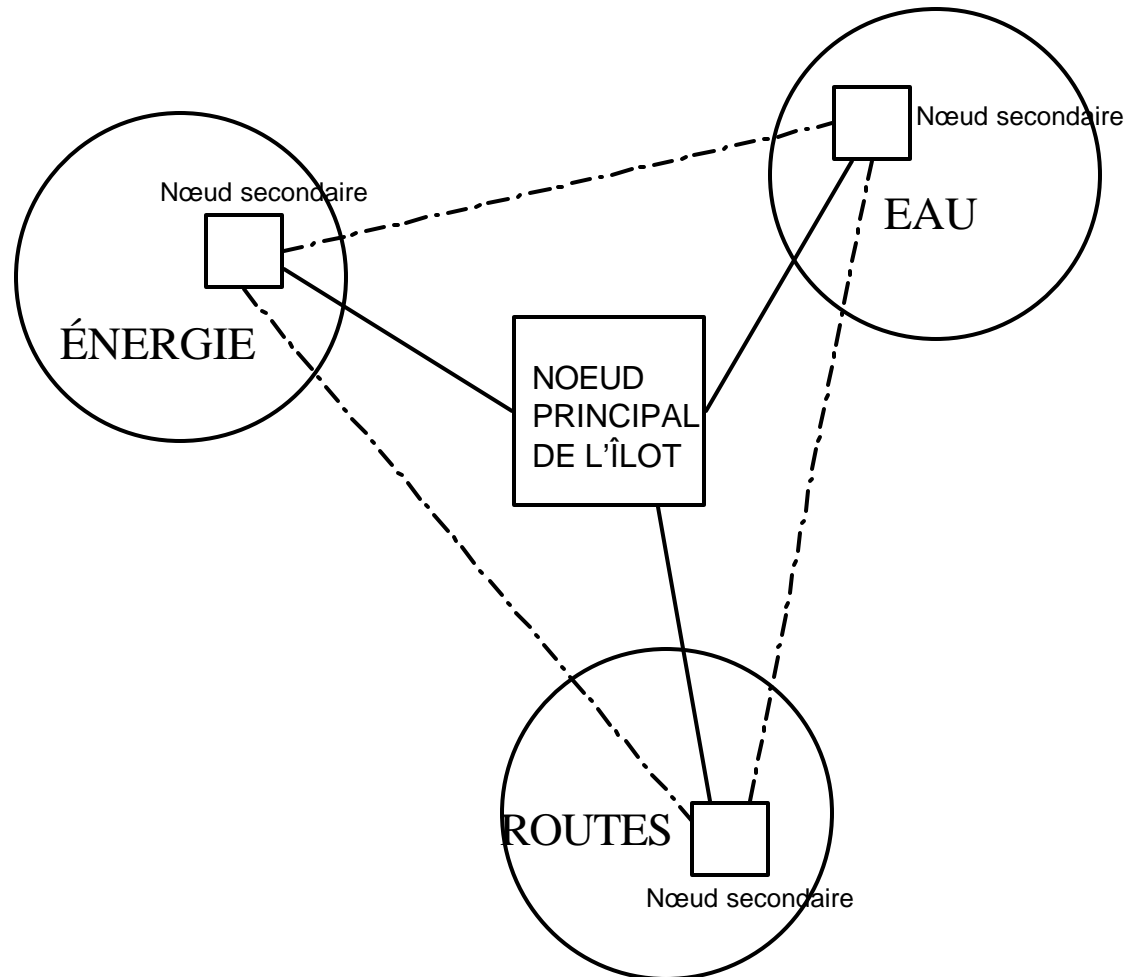 Nœud secondaire
EAU
Nœud secondaire
ÉNERGIE
NOEUD
PRINCIPAL
DE L'ÎLOT
ROUTES
Nœud secondaire